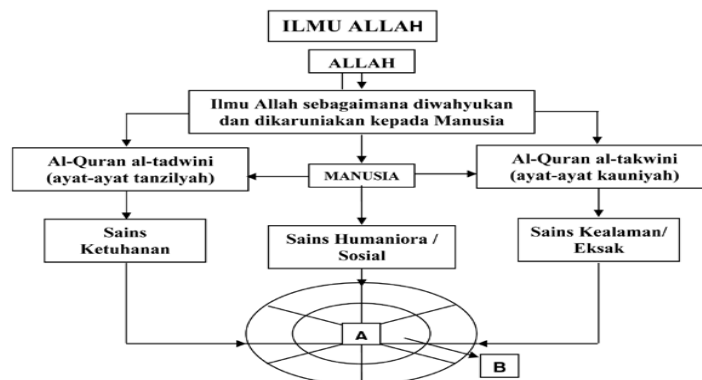 ILMU ALLAH
ALLAH
Ilmu Allah sebagaimana diwahyukan
dan dikaruniakan kepada Manusia
Al-Quran al-tadwini
(ayat-ayat tanzilyah)
MANUSIA
Al-Quran al-takwini
(ayat-ayat kauniyah)
Sains
Ketuhanan
Sains Humaniora /
Sosial
Sains Kealaman/
Eksak
A
B